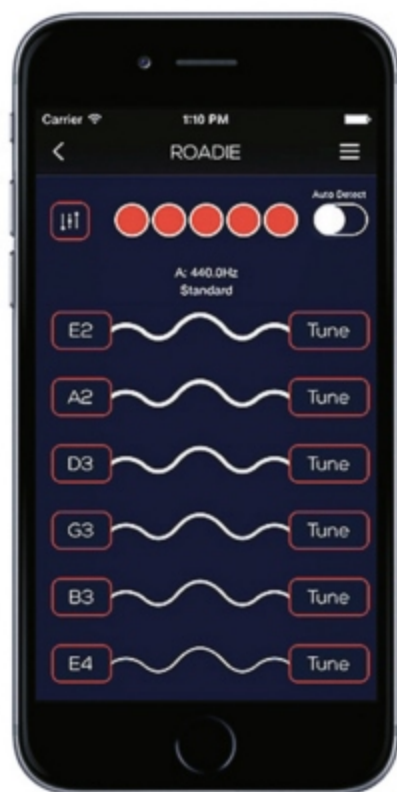 Carrier 1:10 PM
ROADIE
Auto Detect
A: 440.0Hz
Standard
E2 Tune
A2 Tune
D3 Tune
G3 Tune
B3 Tune
E4 Tune